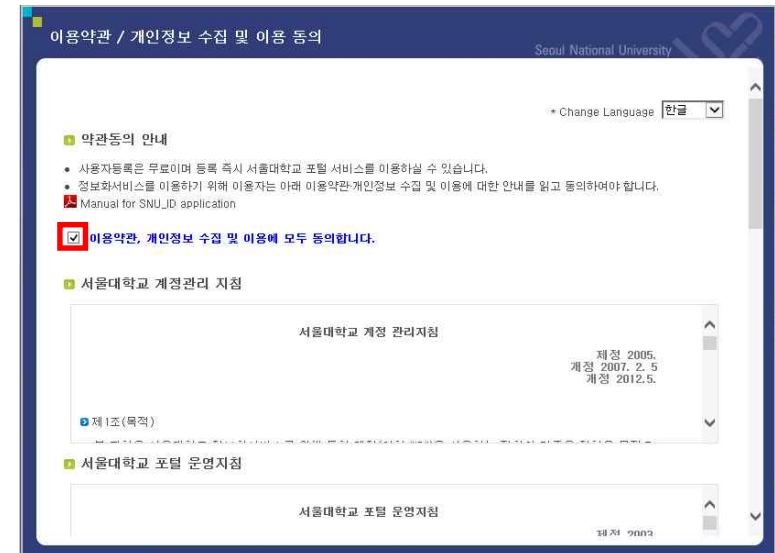 이용약관 / 개인정보 수집 및 이용 동의
Seoul National University
* Change Language 한글
약관동의 안내
• 사용자등록은 무료이며 등록 즉시 서울대학교 포털 서비스를 이용하실 수 있습니다.
• 정보화서비스를 이용하기 위해 이용자는 아래 이용약관·개인정보 수집 및 이용에 대한 안내를 읽고 동의하여야 합니다.
Manual for SNU_ID application
이용약관, 개인정보 수집 및 이용에 모두 동의합니다.
서울대학교 계정관리 지침
서울대학교 계정 관리지침
제정 2005.
개정 2007. 2. 5
개정 2012.5.
제1조(목적)
서울대학교 포털 운영지침
서울대학교 포털 운영지침
제정 2003